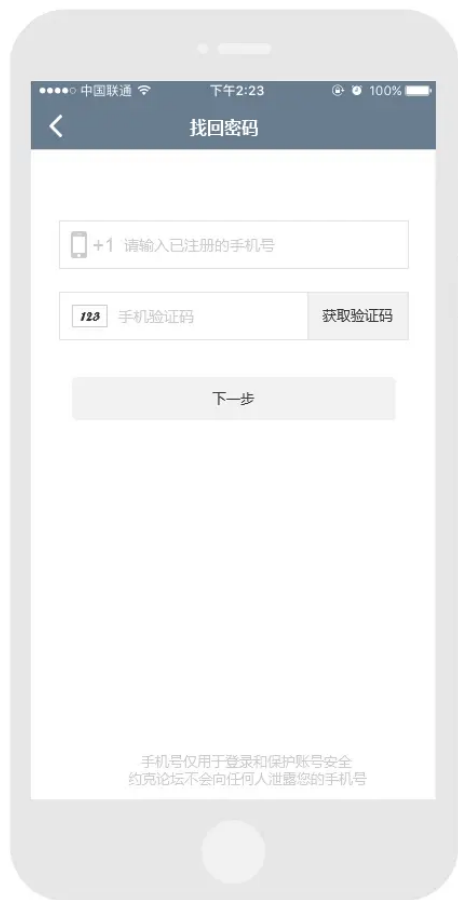 中国联通 下午2:23 100%
找回密码
+1 请输入已注册的手机号
123 手机验证码 获取验证码
下一步
手机号仅用于登录和保护账号安全
约克论坛不会向任何人泄露您的手机号